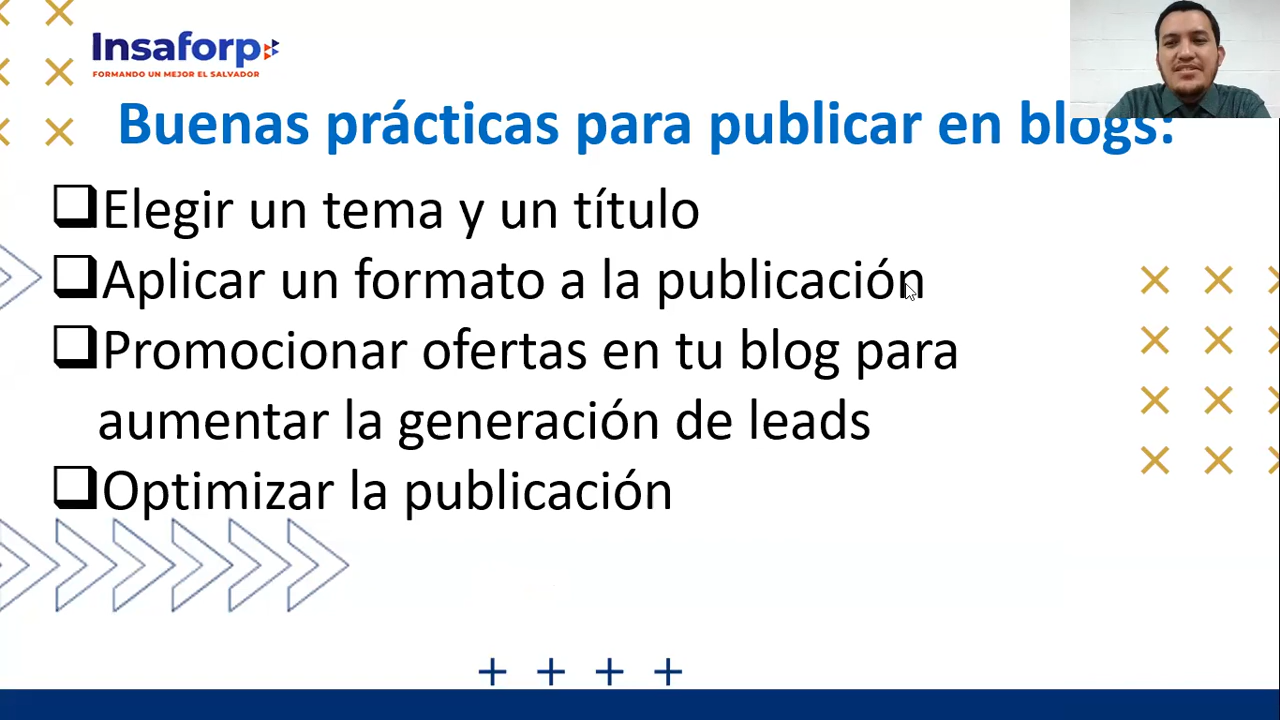 Insaforp
FORMANDO UN MEJOR EL SALVADOR
Buenas prácticas para publicar en blogs:
❑Elegir un tema y un título
❑Aplicar un formato a la publicación
❑Promocionar ofertas en tu blog para
aumentar la generación de leads
❑Optimizar la publicación